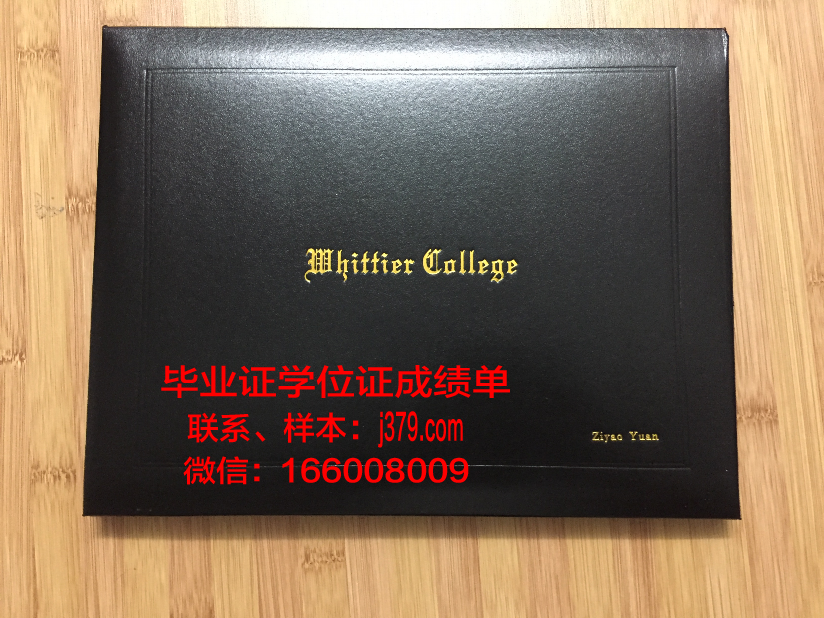 Whittier College
毕业证学位证成绩单
联系、样本：j379.com
Ziyao Yuan
微信：166008009